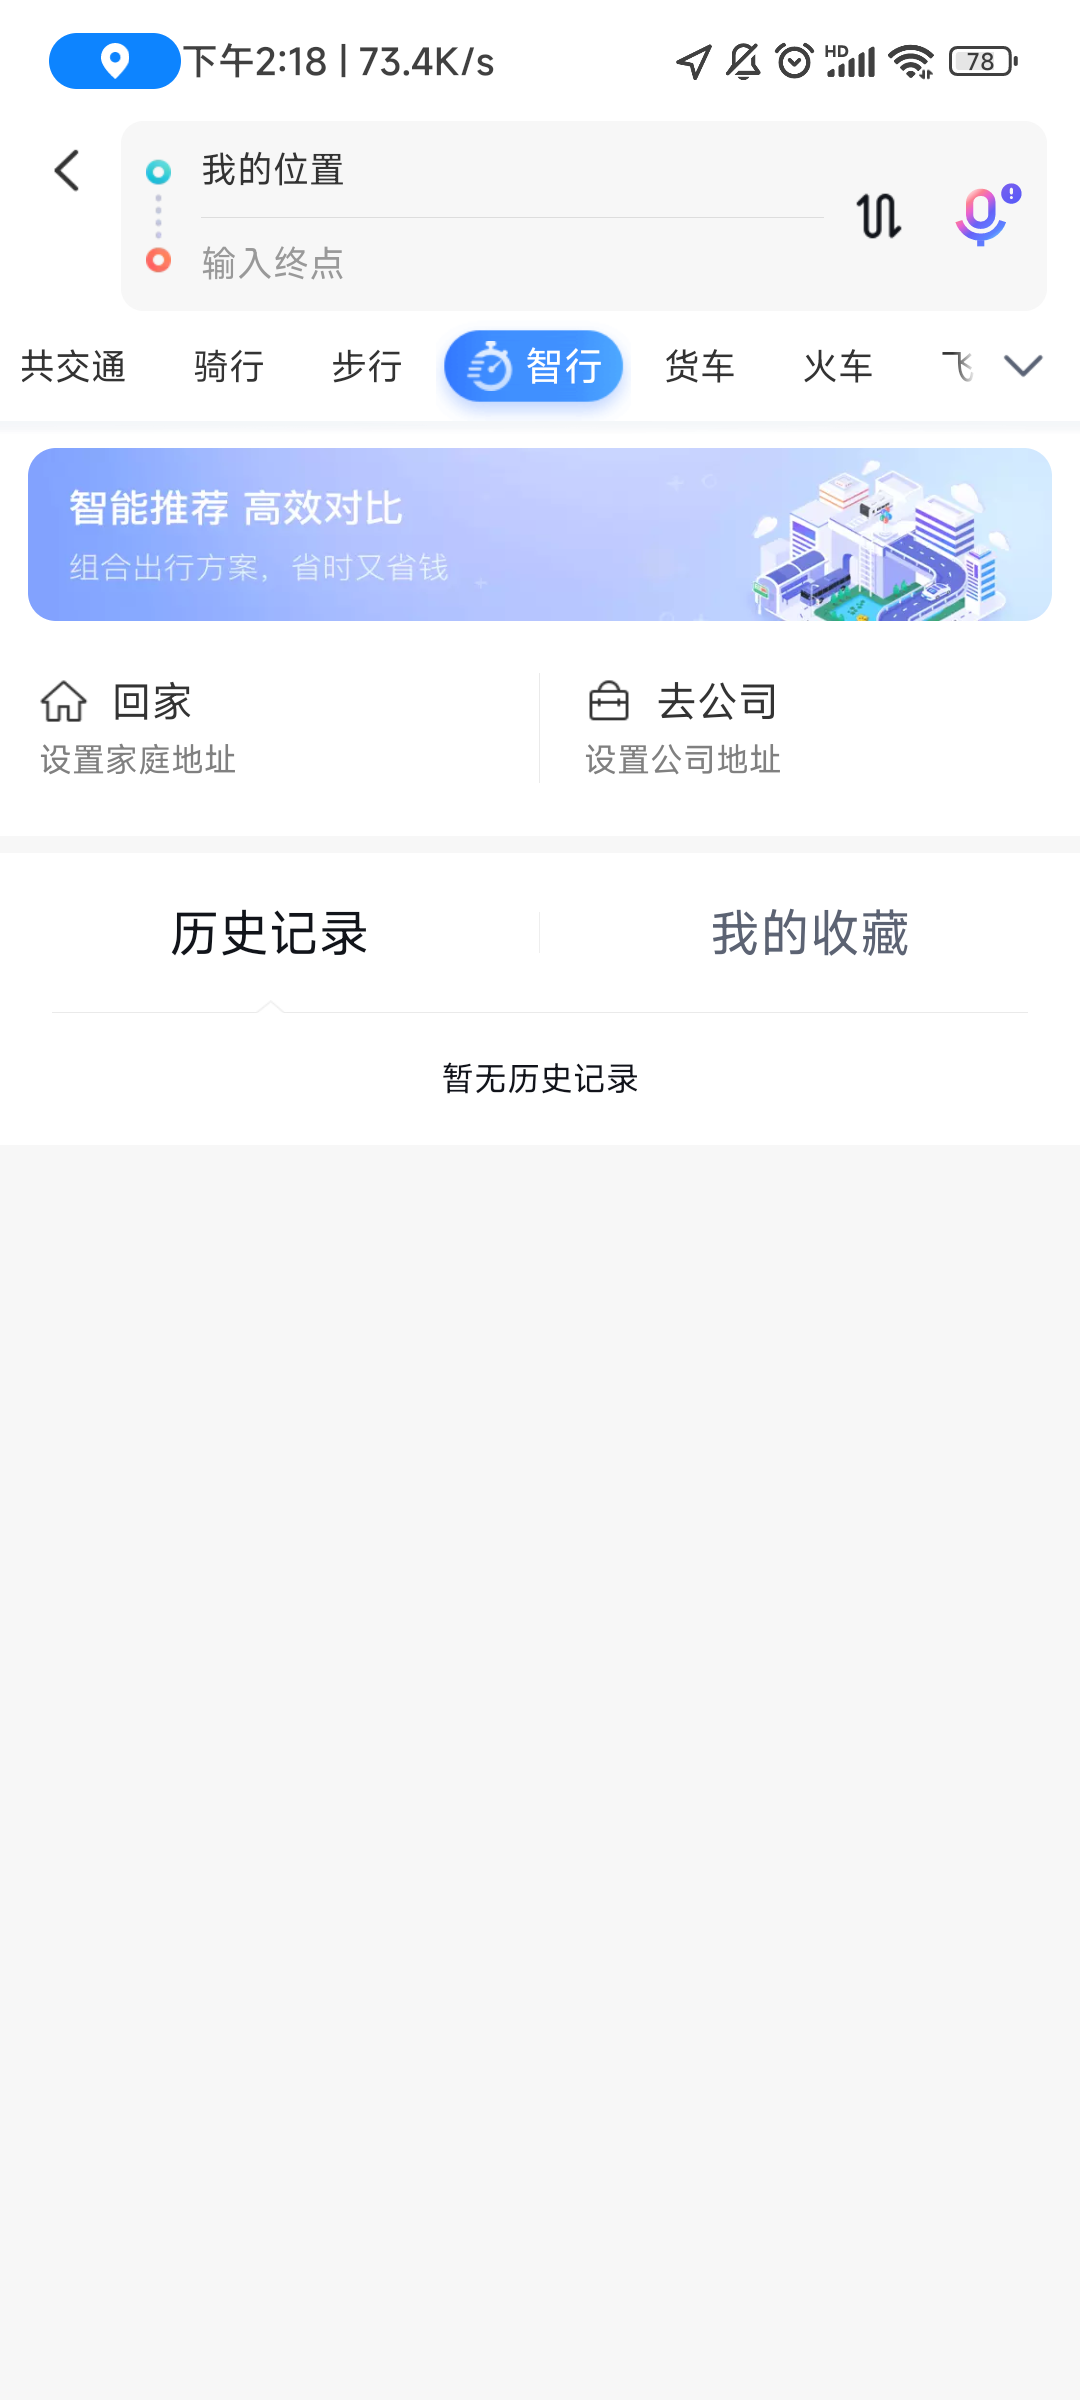 下午2:18 | 73.4K/s HD 78
我的位置
输入终点
共交通 骑行 步行 智行 货车 火车
智能推荐 高效对比
组合出行方案，省时又省钱
回家 去公司
设置家庭地址 设置公司地址
历史记录 我的收藏
暂无历史记录